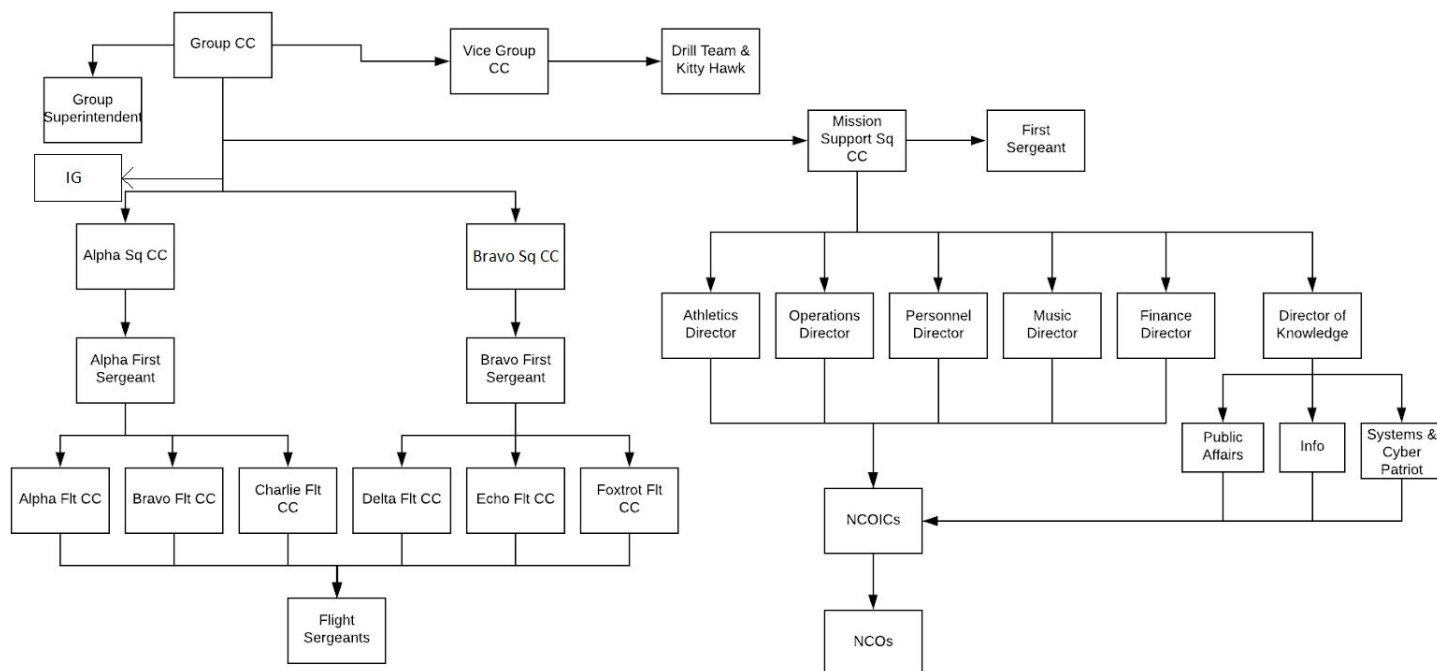 Group CC
Vice Group
CC
Drill Team &
Kitty Hawk
Group
Superintendent
Mission
Support Sq
CC
First
Sergeant
IG
Alpha Sq CC
Bravo Sq CC
Athletics
Director
Operations
Director
Personnel
Director
Music
Director
Finance
Director
Director of
Knowledge
Alpha First
Sergeant
Bravo First
Sergeant
Public
Affairs
Info
Systems &
Cyber
Patriot
Alpha Flt CC
Bravo Flt CC
Charlie Flt
CC
Delta Flt CC
Echo Flt CC
Foxtrot Flt
CC
NCOICs
Flight
Sergeants
NCOs